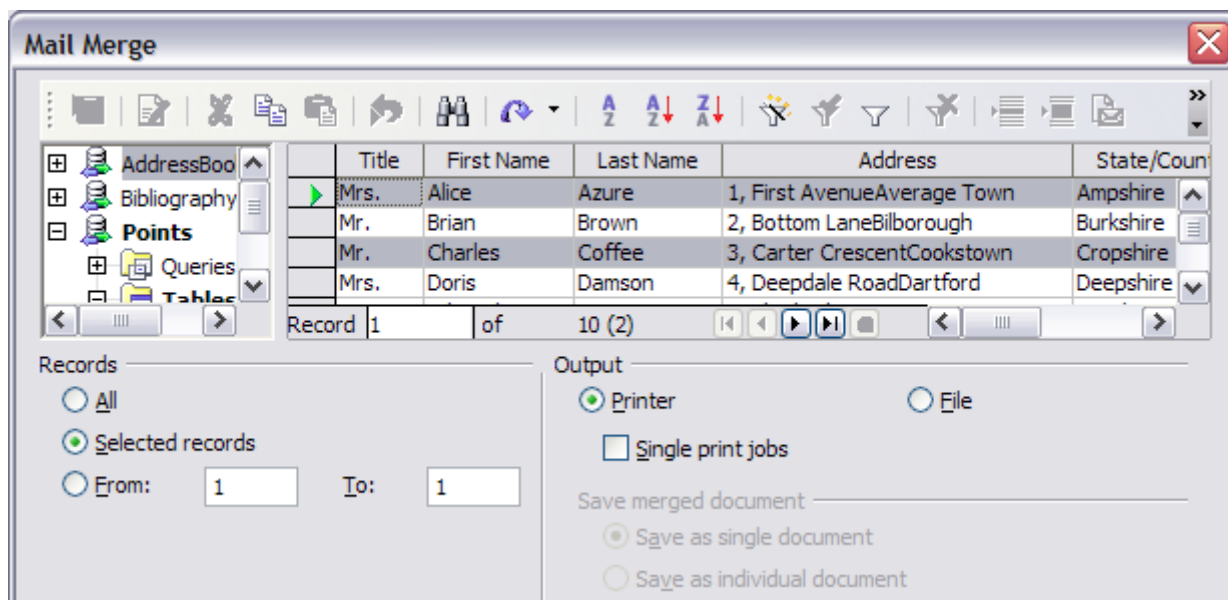 Mail Merge
AddressBoo
Bibliography
Points
Queries
Tables
Title First Name Last Name Address State/Coun
Mrs. Alice Azure 1, First AvenueAverage Town Ampshire
Mr. Brian Brown 2, Bottom LaneBilborough Burkshire
Mr. Charles Coffee 3, Carter CrescentCookstown Cropshire
Mrs. Doris Damson 4, Deepdale RoadDartford Deepshire
Record 1 of 10 (2)
Records
All
Selected records
From: 1 To: 1
Output
Printer File
Single print jobs
Save merged document
Save as single document
Save as individual document